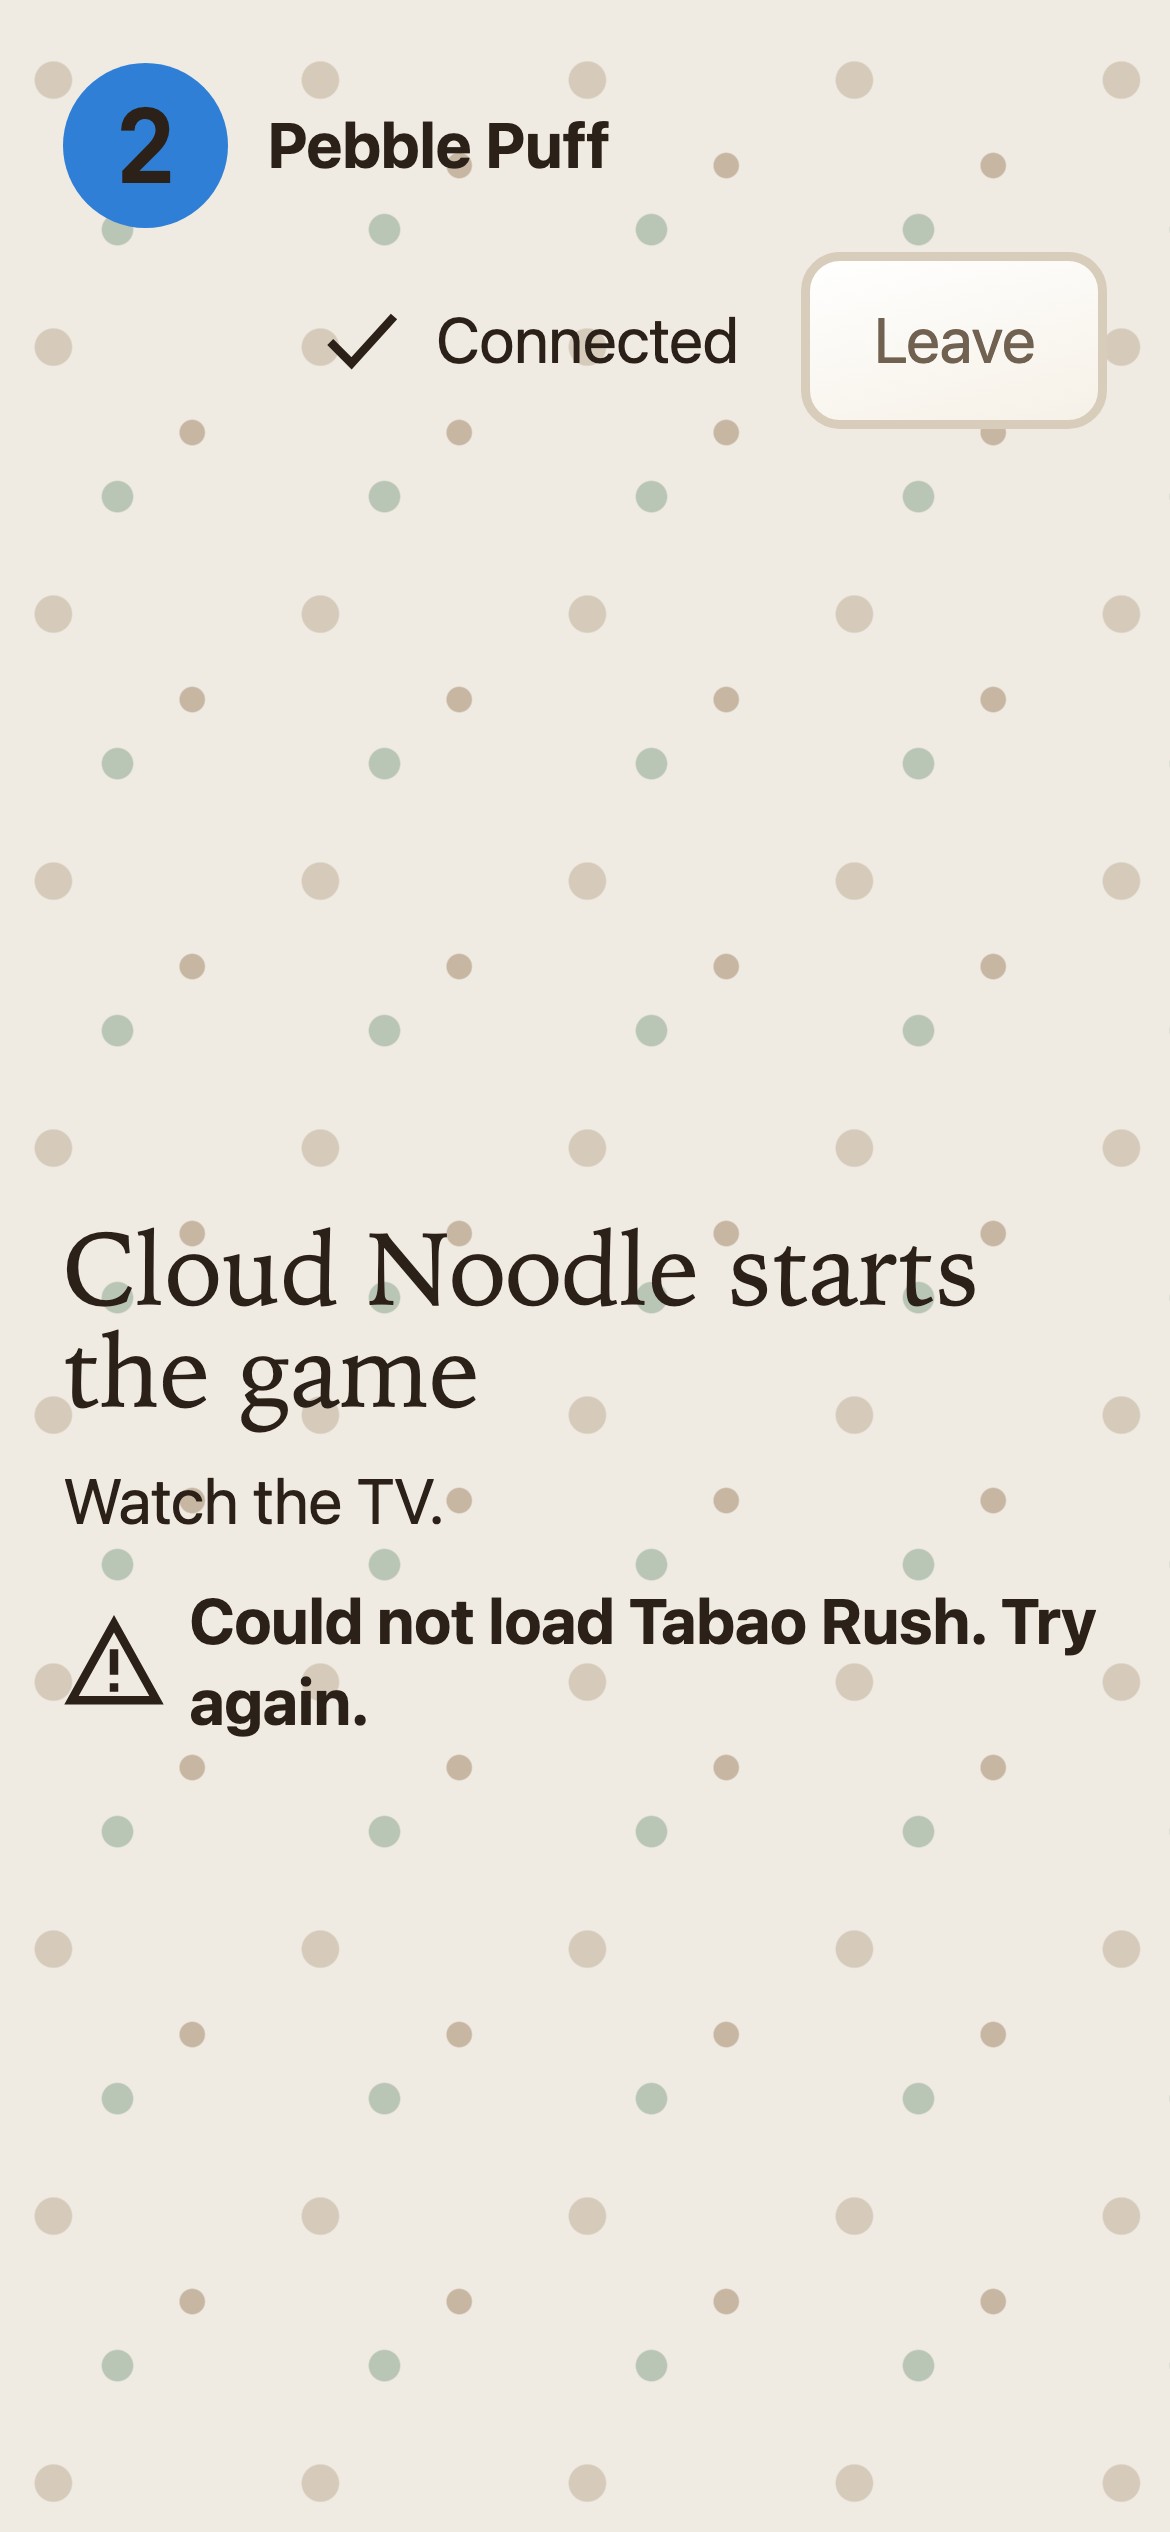 2
Pebble Puff
Connected
Leave
Cloud Noodle starts
the game
Watch the TV.
Could not load Tabao Rush. Try
again.